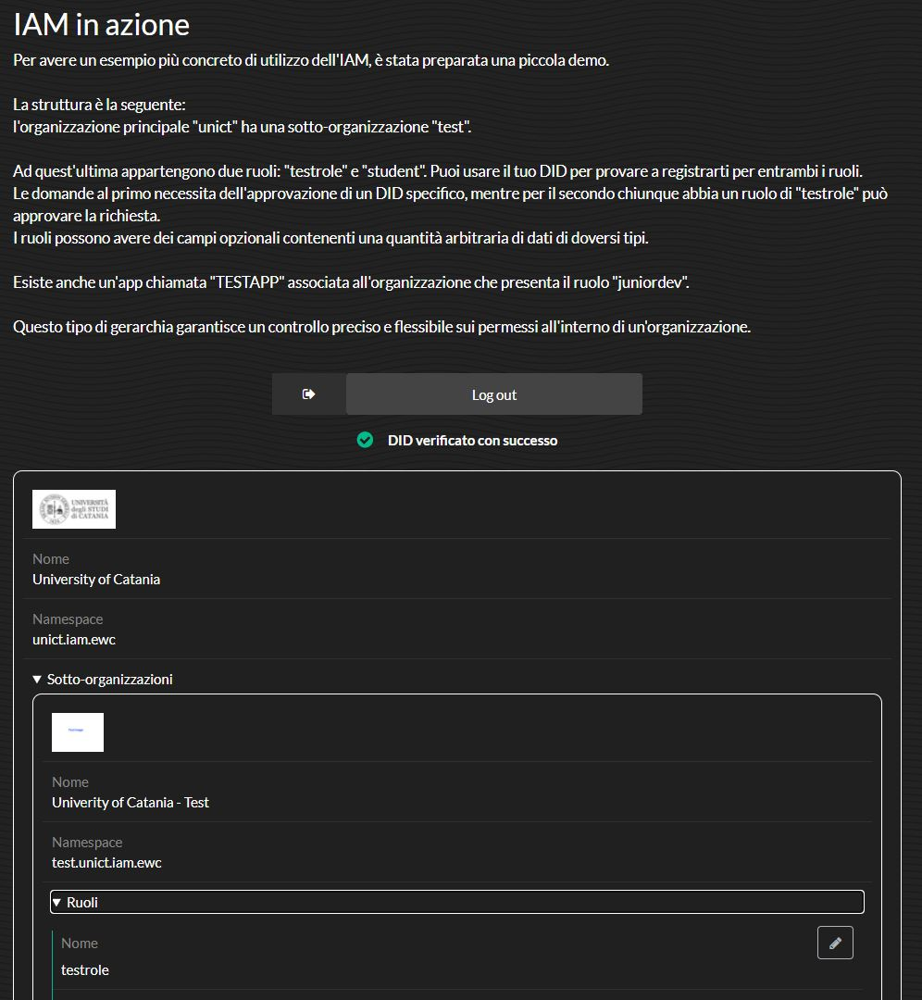 IAM in azione
Per avere un esempio più concreto di utilizzo dell'IAM, è stata preparata una piccola demo.
La struttura è la seguente:
l'organizzazione principale "unict" ha una sotto-organizzazione "test".
Ad quest'ultima appartengono due ruoli: "testrole" e "student". Puoi usare il tuo DID per provare a registrarti per entrambi i ruoli.
Le domande al primo necessita dell'approvazione di un DID specifico, mentre per il secondo chiunque abbia un ruolo di "testrole" può
approvare la richiesta.
I ruoli possono avere dei campi opzionali contenenti una quantità arbitraria di dati di doversi tipi.
Esiste anche un'app chiamata "TESTAPP" associata all'organizzazione che presenta il ruolo "juniordev".
Questo tipo di gerarchia garantisce un controllo preciso e flessibile sui permessi all'interno di un'organizzazione.
Log out
DID verificato con successo
UNIVERSITÀ
degli STUDI
di CATANIA
Nome
University of Catania
Namespace
unict.iam.ewc
▼ Sotto-organizzazioni
Nome
Univerity of Catania - Test
Namespace
test.unict.iam.ewc
▼ Ruoli
Nome
testrole